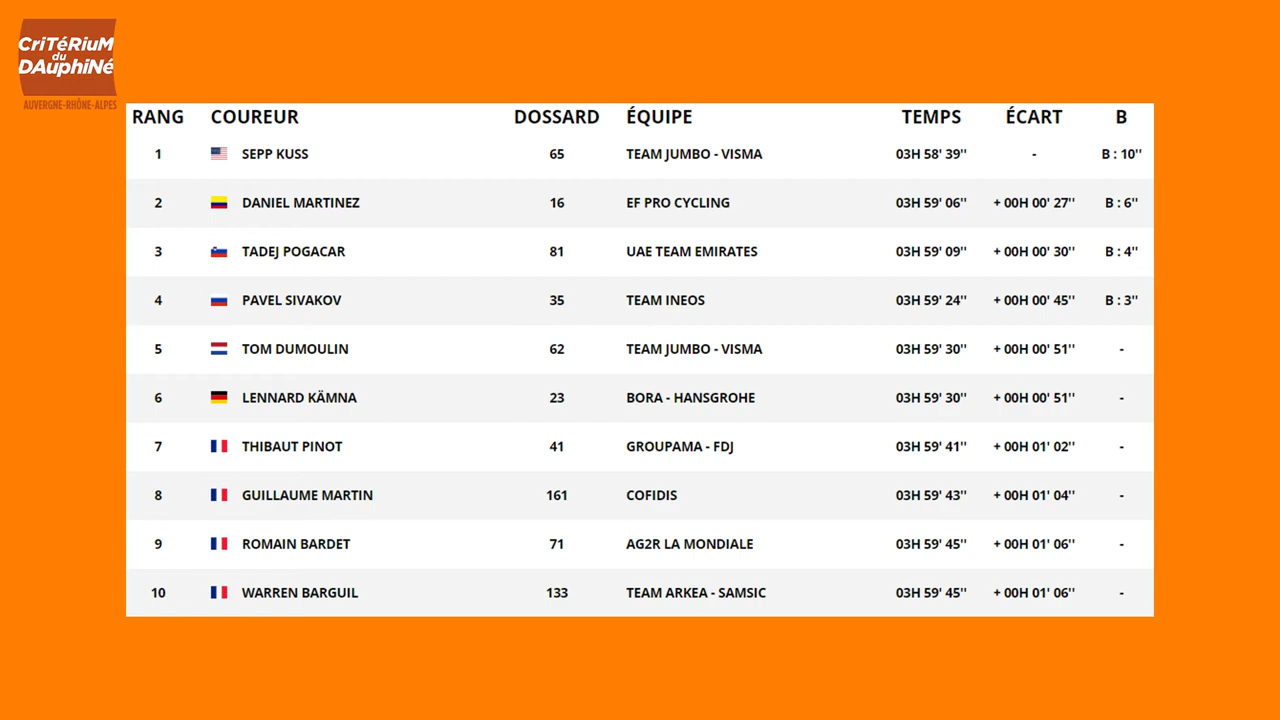 CriTéRiuM
du
DAuphiNé
AUVERGNE-RHÔNE-ALPES
RANG COUREUR DOSSARD ÉQUIPE TEMPS ÉCART B
1 SEPP KUSS 65 TEAM JUMBO - VISMA 03H 58' 39'' - B : 10''
2 DANIEL MARTINEZ 16 EF PRO CYCLING 03H 59' 06'' + 00H 00' 27'' B : 6''
3 TADEJ POGACAR 81 UAE TEAM EMIRATES 03H 59' 09'' + 00H 00' 30'' B : 4''
4 PAVEL SIVAKOV 35 TEAM INEOS 03H 59' 24'' + 00H 00' 45'' B : 3''
5 TOM DUMOULIN 62 TEAM JUMBO - VISMA 03H 59' 30'' + 00H 00' 51'' -
6 LENNARD KÄMNA 23 BORA - HANSGROHE 03H 59' 30'' + 00H 00' 51'' -
7 THIBAUT PINOT 41 GROUPAMA - FDJ 03H 59' 41'' + 00H 01' 02'' -
8 GUILLAUME MARTIN 161 COFIDIS 03H 59' 43'' + 00H 01' 04'' -
9 ROMAIN BARDET 71 AG2R LA MONDIALE 03H 59' 45'' + 00H 01' 06'' -
10 WARREN BARGUIL 133 TEAM ARKEA - SAMSIC 03H 59' 45'' + 00H 01' 06'' -